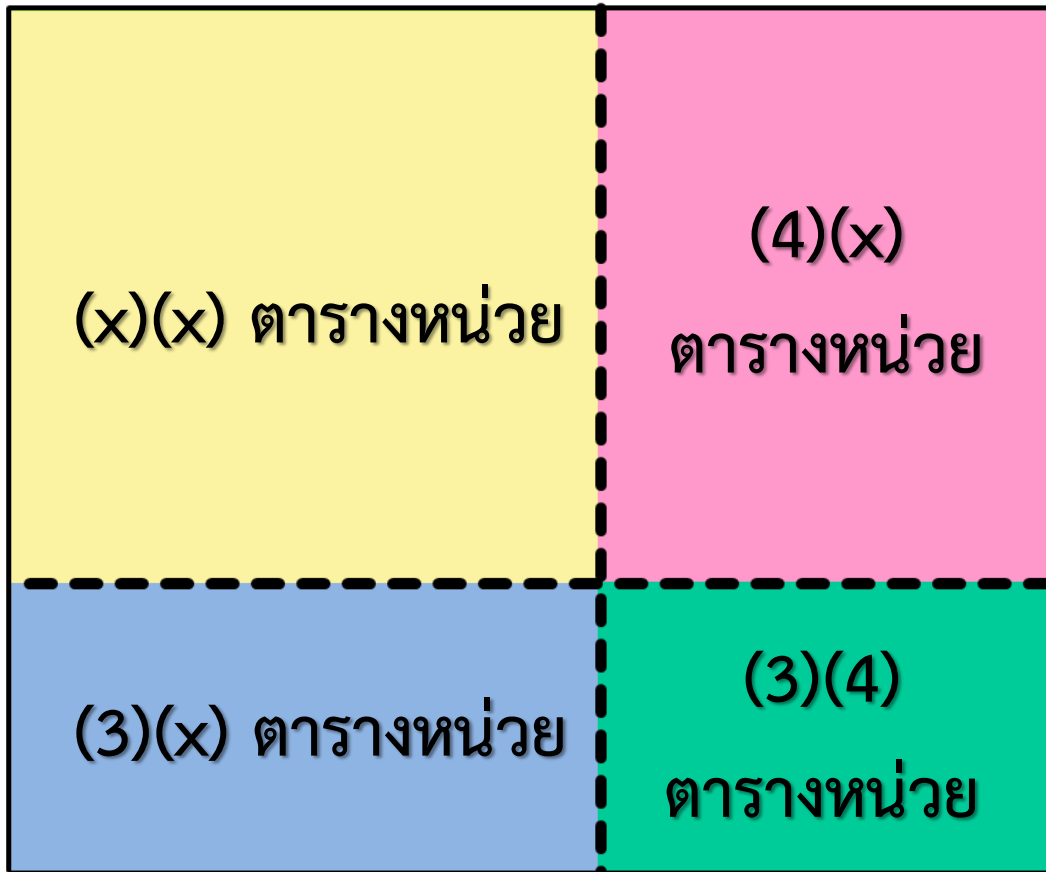 (x)(x) ตารางหน่วย
(4)(x)
ตารางหน่วย
(3)(x) ตารางหน่วย
(3)(4)
ตารางหน่วย